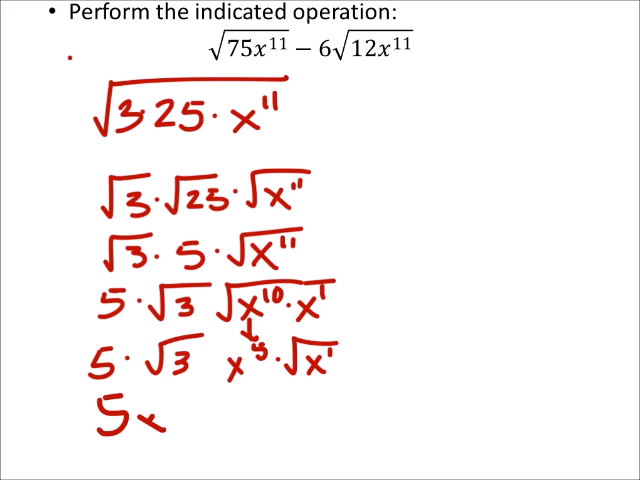 • Perform the indicated operation:
√75x¹¹ − 6√12x¹¹
√3·25·x¹¹
√3·√25·√x¹¹
√3·5·√x¹¹
5·√3 √x¹⁰·x¹
↓
5·√3 x⁵·√x¹
5x